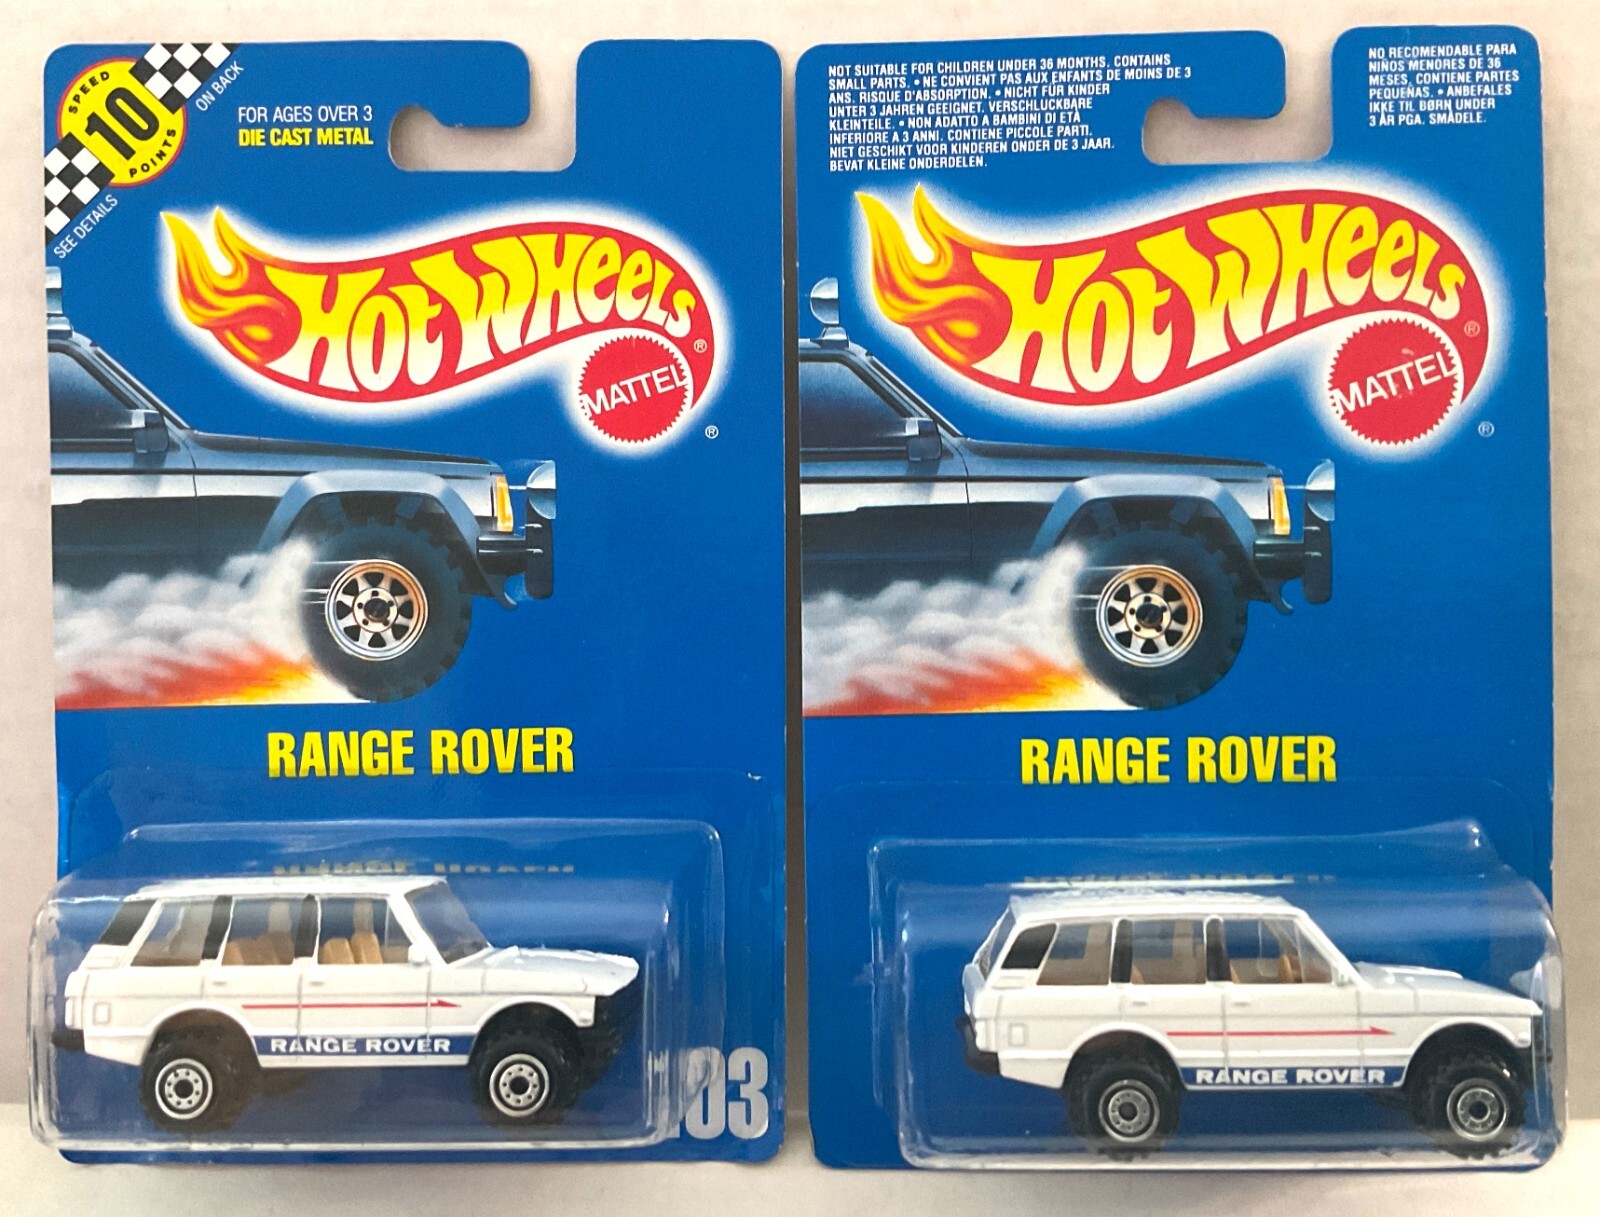 SPEED
10
POINTS
ON BACK
SEE DETAILS
FOR AGES OVER 3
DIE CAST METAL
HOT WHEELS ®
MATTEL
®
RANGE ROVER
RANGE ROVER
103
NOT SUITABLE FOR CHILDREN UNDER 36 MONTHS, CONTAINS
SMALL PARTS. • NE CONVIENT PAS AUX ENFANTS DE MOINS DE 3
ANS. RISQUE D'ABSORPTION. • NICHT FÜR KINDER
UNTER 3 JAHREN GEEIGNET. VERSCHLUCKBARE
KLEINTEILE. • NON ADATTO A BAMBINI DI ETÀ
INFERIORE A 3 ANNI. CONTIENE PICCOLE PARTI.
NIET GESCHIKT VOOR KINDEREN ONDER DE 3 JAAR.
BEVAT KLEINE ONDERDELEN.
NO RECOMENDABLE PARA
NIÑOS MENORES DE 36
MESES, CONTIENE PARTES
PEQUEÑAS. • ANBEFALES
IKKE TIL BØRN UNDER
3 ÅR PGA. SMÅDELE.
HOT WHEELS ®
MATTEL
®
RANGE ROVER
RANGE ROVER